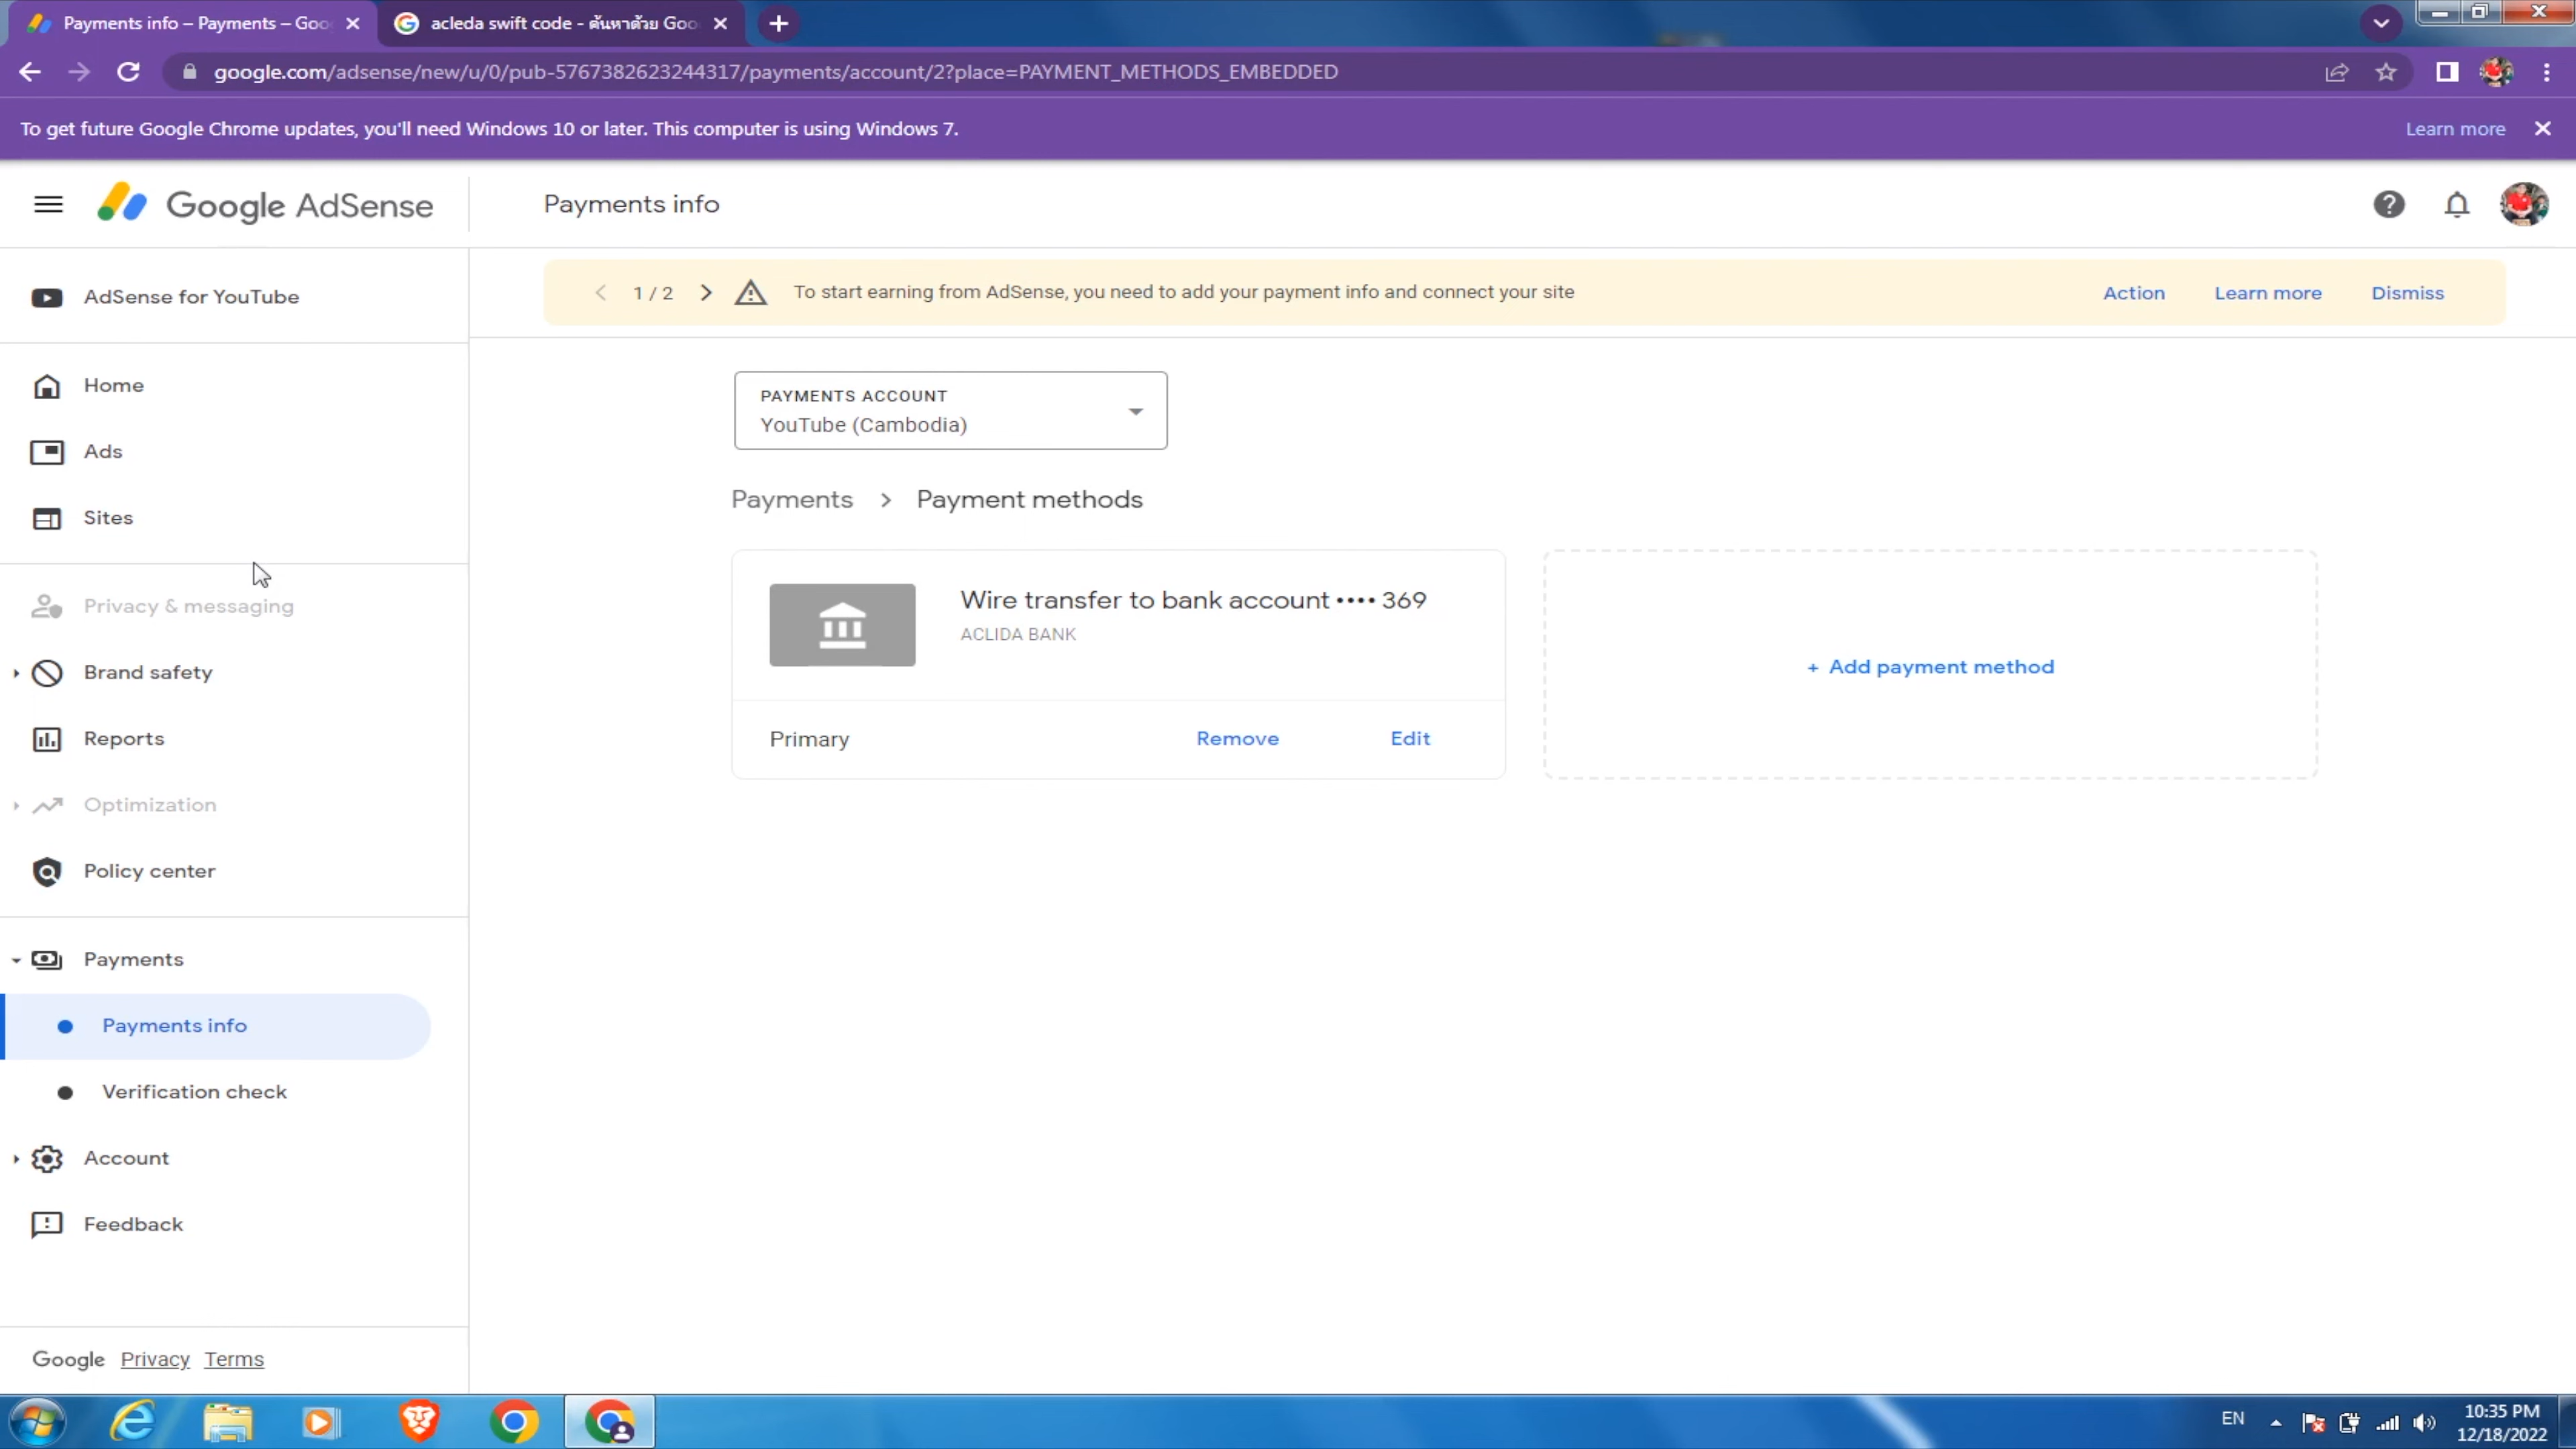 Payments info – Payments – Goo
acleda swift code - ค้นหาด้วย Goo
google.com/adsense/new/u/0/pub-5767382623244317/payments/account/2?place=PAYMENT_METHODS_EMBEDDED
To get future Google Chrome updates, you'll need Windows 10 or later. This computer is using Windows 7.
Learn more
Google AdSense
Payments info
AdSense for YouTube
Home
Ads
Sites
Privacy & messaging
Brand safety
Reports
Optimization
Policy center
Payments
Payments info
Verification check
Account
Feedback
Google Privacy Terms
1 / 2
To start earning from AdSense, you need to add your payment info and connect your site
Action
Learn more
Dismiss
PAYMENTS ACCOUNT
YouTube (Cambodia)
Payments > Payment methods
Wire transfer to bank account •••• 369
ACLIDA BANK
Primary
Remove
Edit
+ Add payment method
EN
10:35 PM
12/18/2022